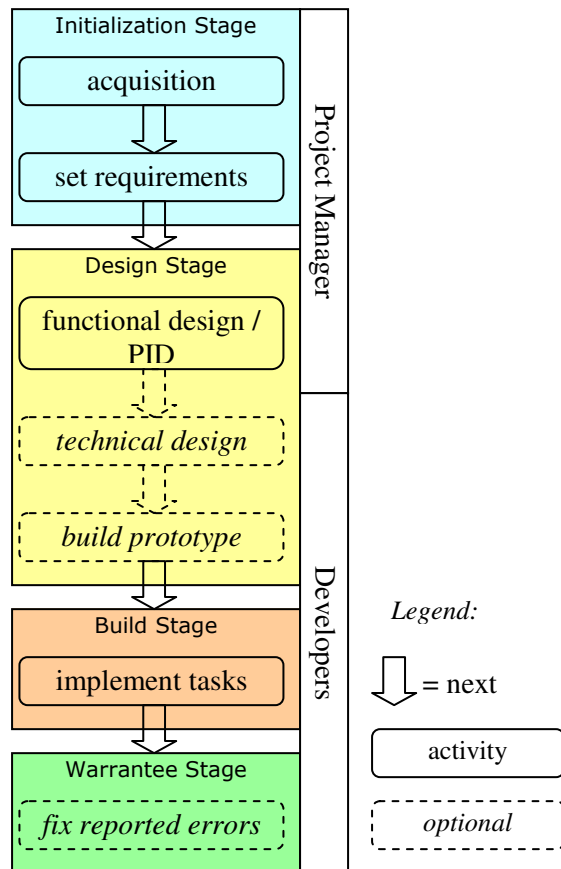 Initialization Stage
acquisition
set requirements
Project Manager
Design Stage
functional design /
PID
technical design
build prototype
Developers
Build Stage
implement tasks
Warrantee Stage
fix reported errors
Legend:
= next
activity
optional